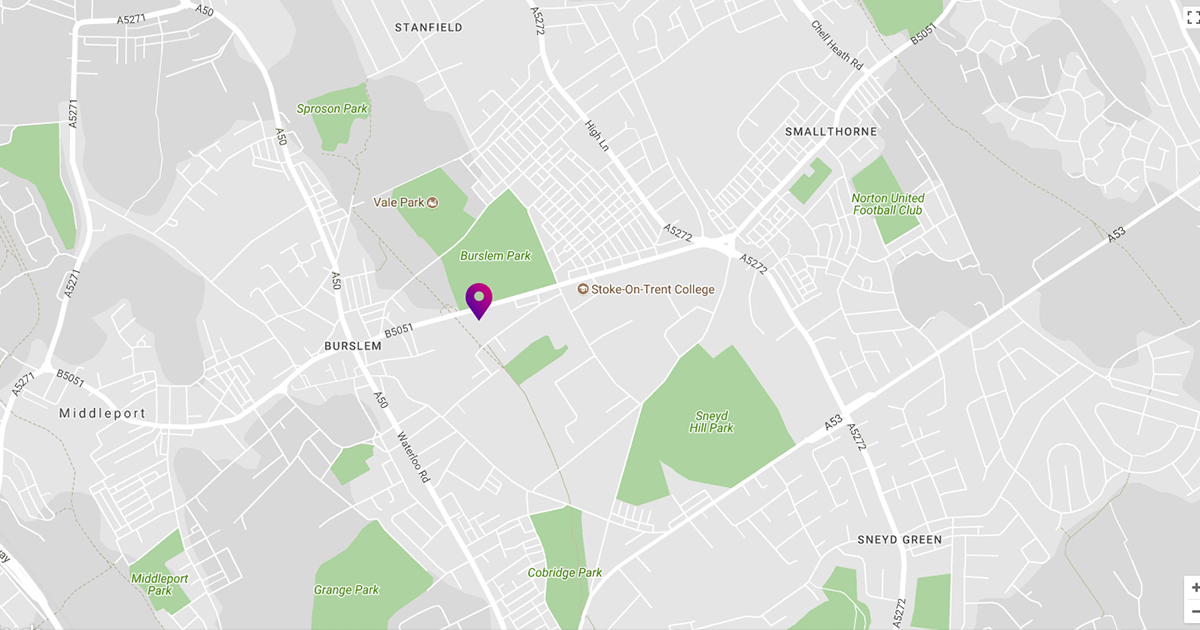 A50
A5271
A5272
STANFIELD
Chell Heath Rd
B5051
Sproson Park
A5271
A50
High Ln
SMALLTHORNE
Vale Park
Norton United
Football Club
A5272
A53
Burslem Park
A5272
A5271
A50
Stoke-On-Trent College
B5051
BURSLEM
A5271
B5051
A50
Middleport
Sneyd
Hill Park
A53
A5272
Waterloo Rd
SNEYD GREEN
Middleport
Park
Grange Park
Cobridge Park
A5272
+
−